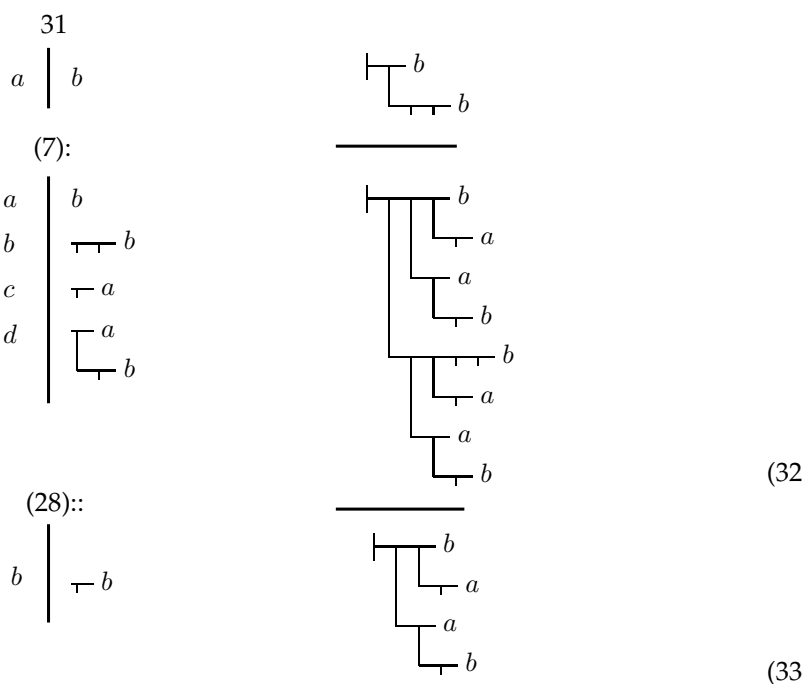 31
a b b
b
(7):
a b b
b b a
c a a
d a b
b b
a
a
b (32
(28)::
b
b b a
a
b (33